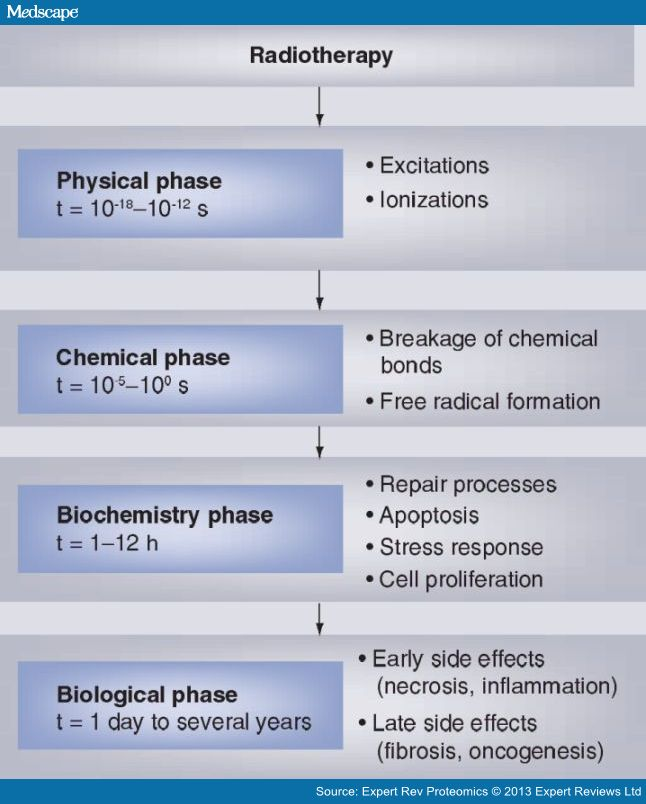 Medscape
Radiotherapy
Physical phase
t = 10⁻¹⁸–10⁻¹² s
• Excitations
• Ionizations
Chemical phase
t = 10⁻⁵–10⁰ s
• Breakage of chemical
bonds
• Free radical formation
Biochemistry phase
t = 1–12 h
• Repair processes
• Apoptosis
• Stress response
• Cell proliferation
Biological phase
t = 1 day to several years
• Early side effects
(necrosis, inflammation)
• Late side effects
(fibrosis, oncogenesis)
Source: Expert Rev Proteomics © 2013 Expert Reviews Ltd